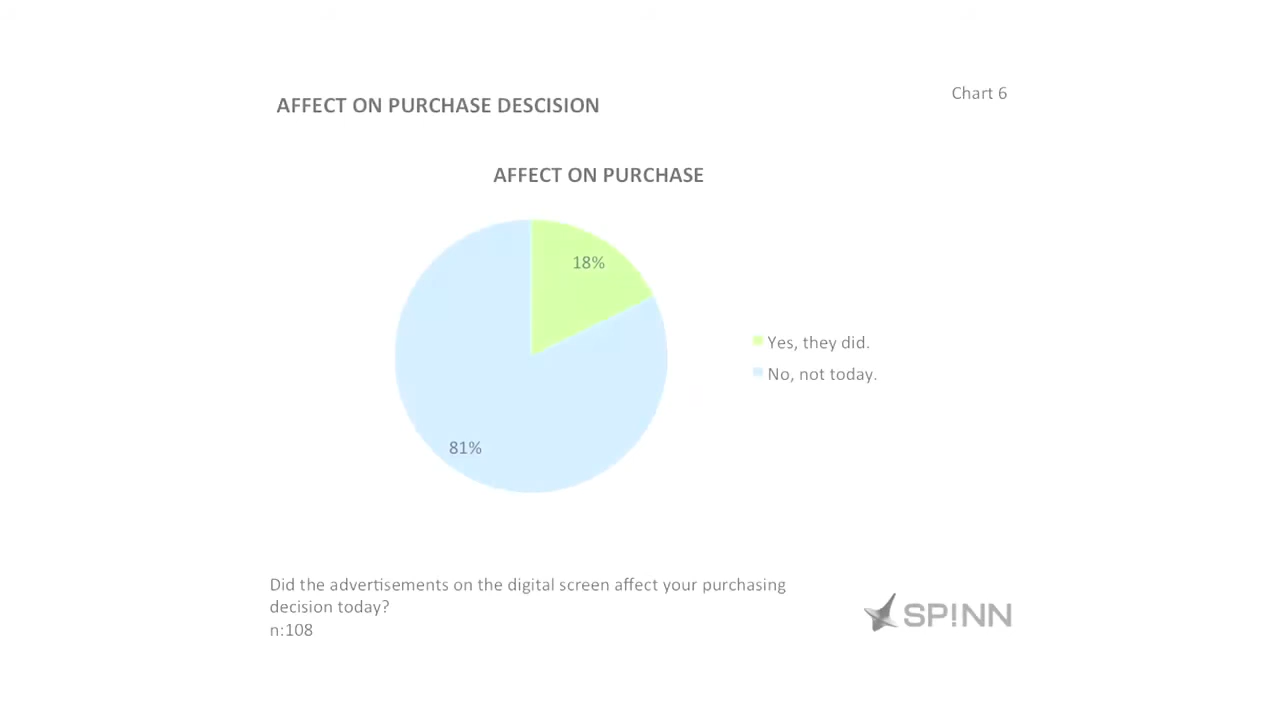 Chart 6
AFFECT ON PURCHASE DESCISION
AFFECT ON PURCHASE
18%
Yes, they did.
No, not today.
81%
Did the advertisements on the digital screen affect your purchasing
decision today?
n:108
SP!NN